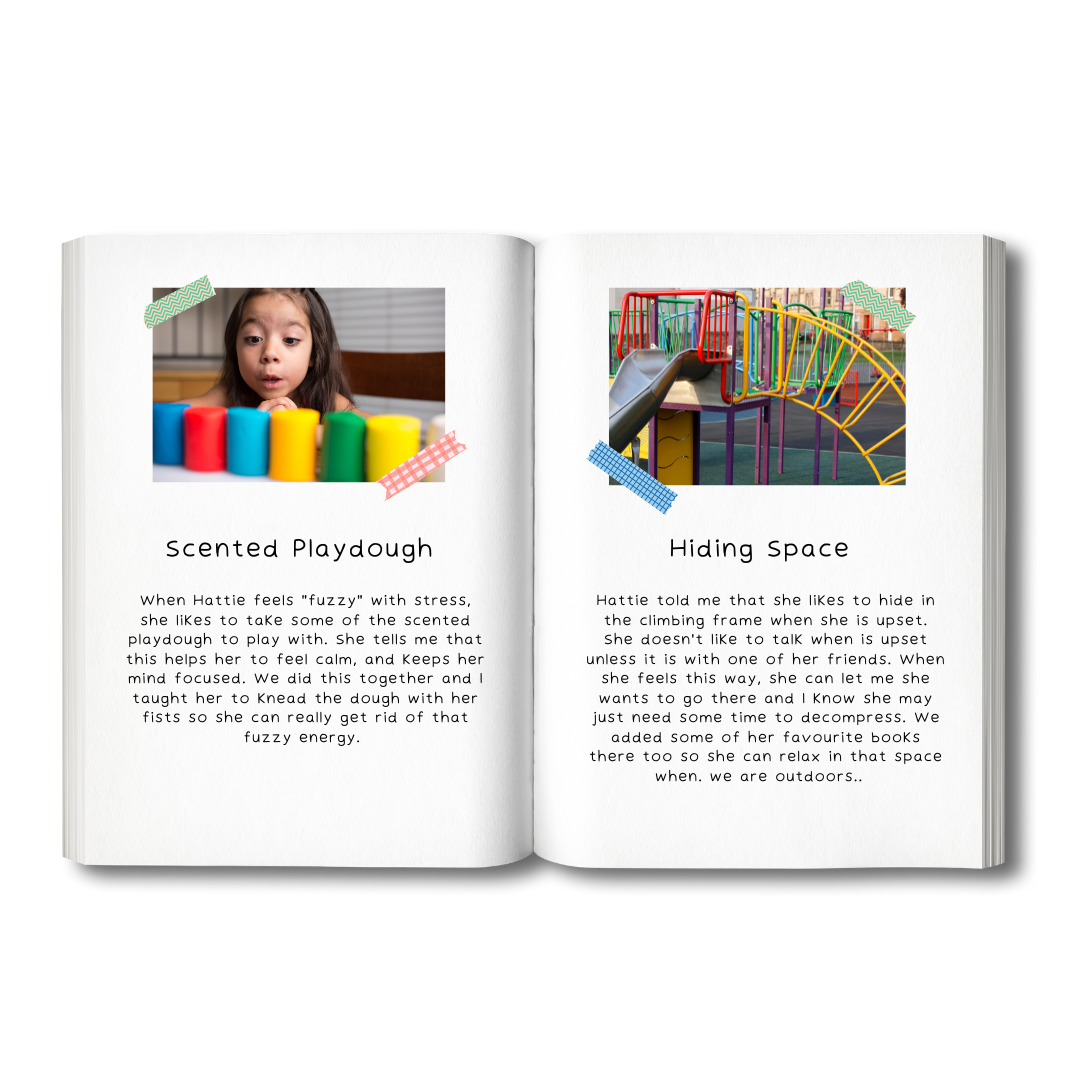 Scented Playdough
When Hattie feels "fuzzy" with stress,
she likes to take some of the scented
playdough to play with. She tells me that
this helps her to feel calm, and keeps her
mind focused. We did this together and I
taught her to knead the dough with her
fists so she can really get rid of that
fuzzy energy.
Hiding Space
Hattie told me that she likes to hide in
the climbing frame when she is upset.
She doesn't like to talk when is upset
unless it is with one of her friends. When
she feels this way, she can let me she
wants to go there and I know she may
just need some time to decompress. We
added some of her favourite books
there too so she can relax in that space
when. we are outdoors..